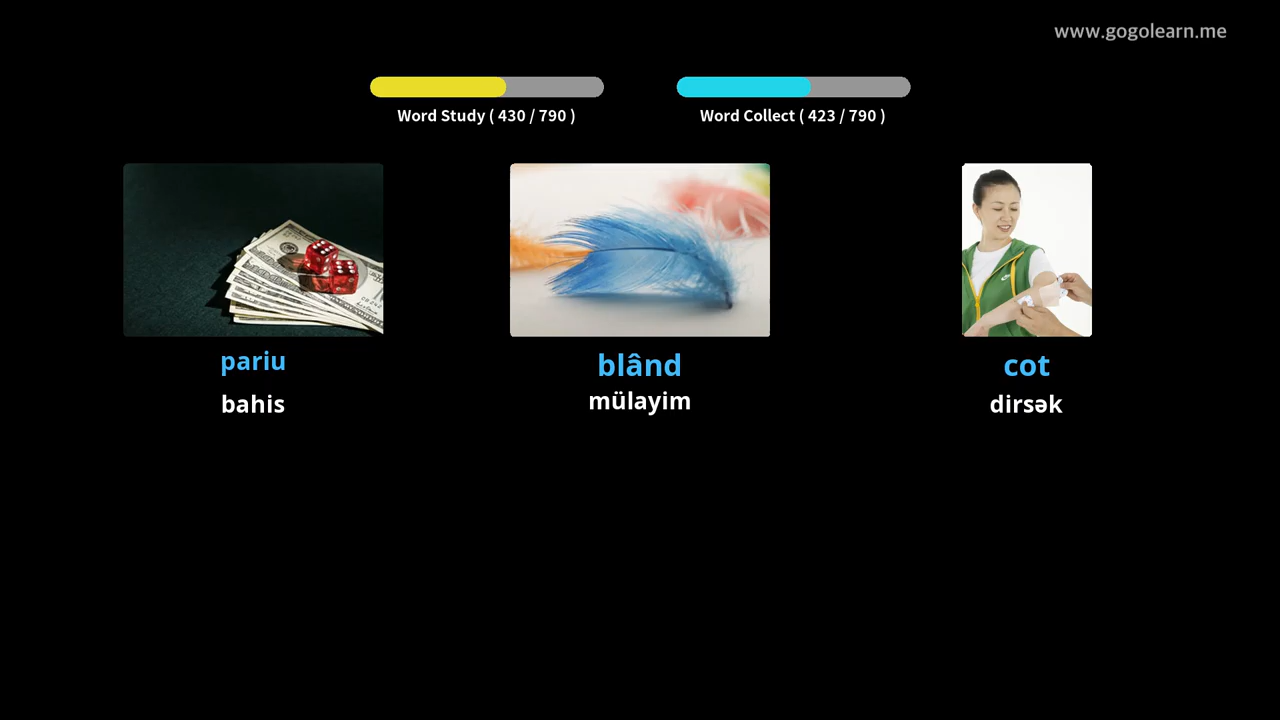 www.gogolearn.me
Word Study ( 430 / 790 )
Word Collect ( 423 / 790 )
pariu
bahis
blând
mülayim
cot
dirsək